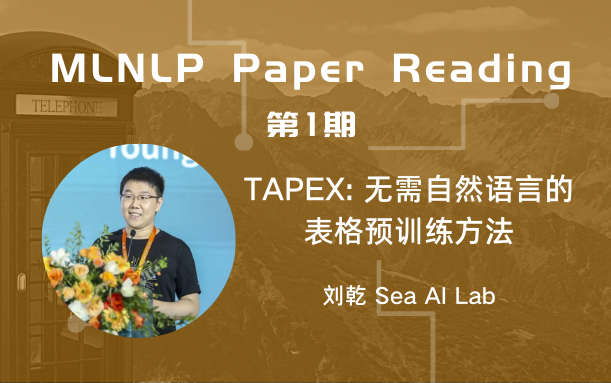 MLNLP Paper Reading
第1期
TELEPHONE
Young
TAPEX: 无需自然语言的
表格预训练方法
刘乾 Sea AI Lab